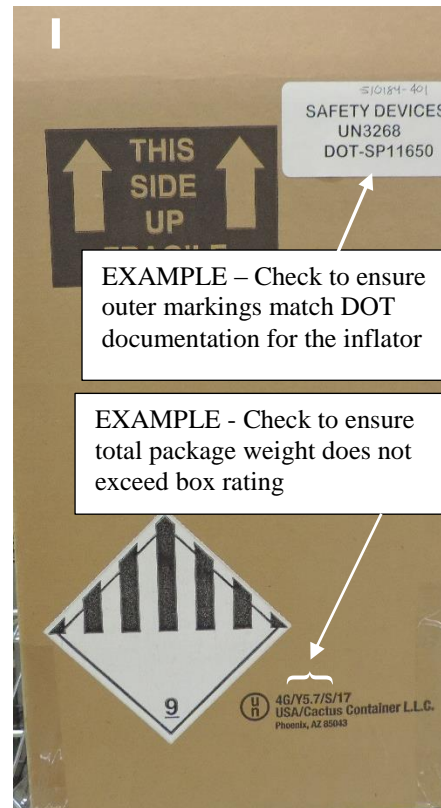 I
510184-401
SAFETY DEVICES
UN3268
DOT-SP11650
THIS
SIDE
UP
FRAGILE
EXAMPLE – Check to ensure
outer markings match DOT
documentation for the inflator
EXAMPLE - Check to ensure
total package weight does not
exceed box rating
9
un
4G/Y5.7/S/17
USA/Cactus Container L.L.C.
Phoenix, AZ 85043